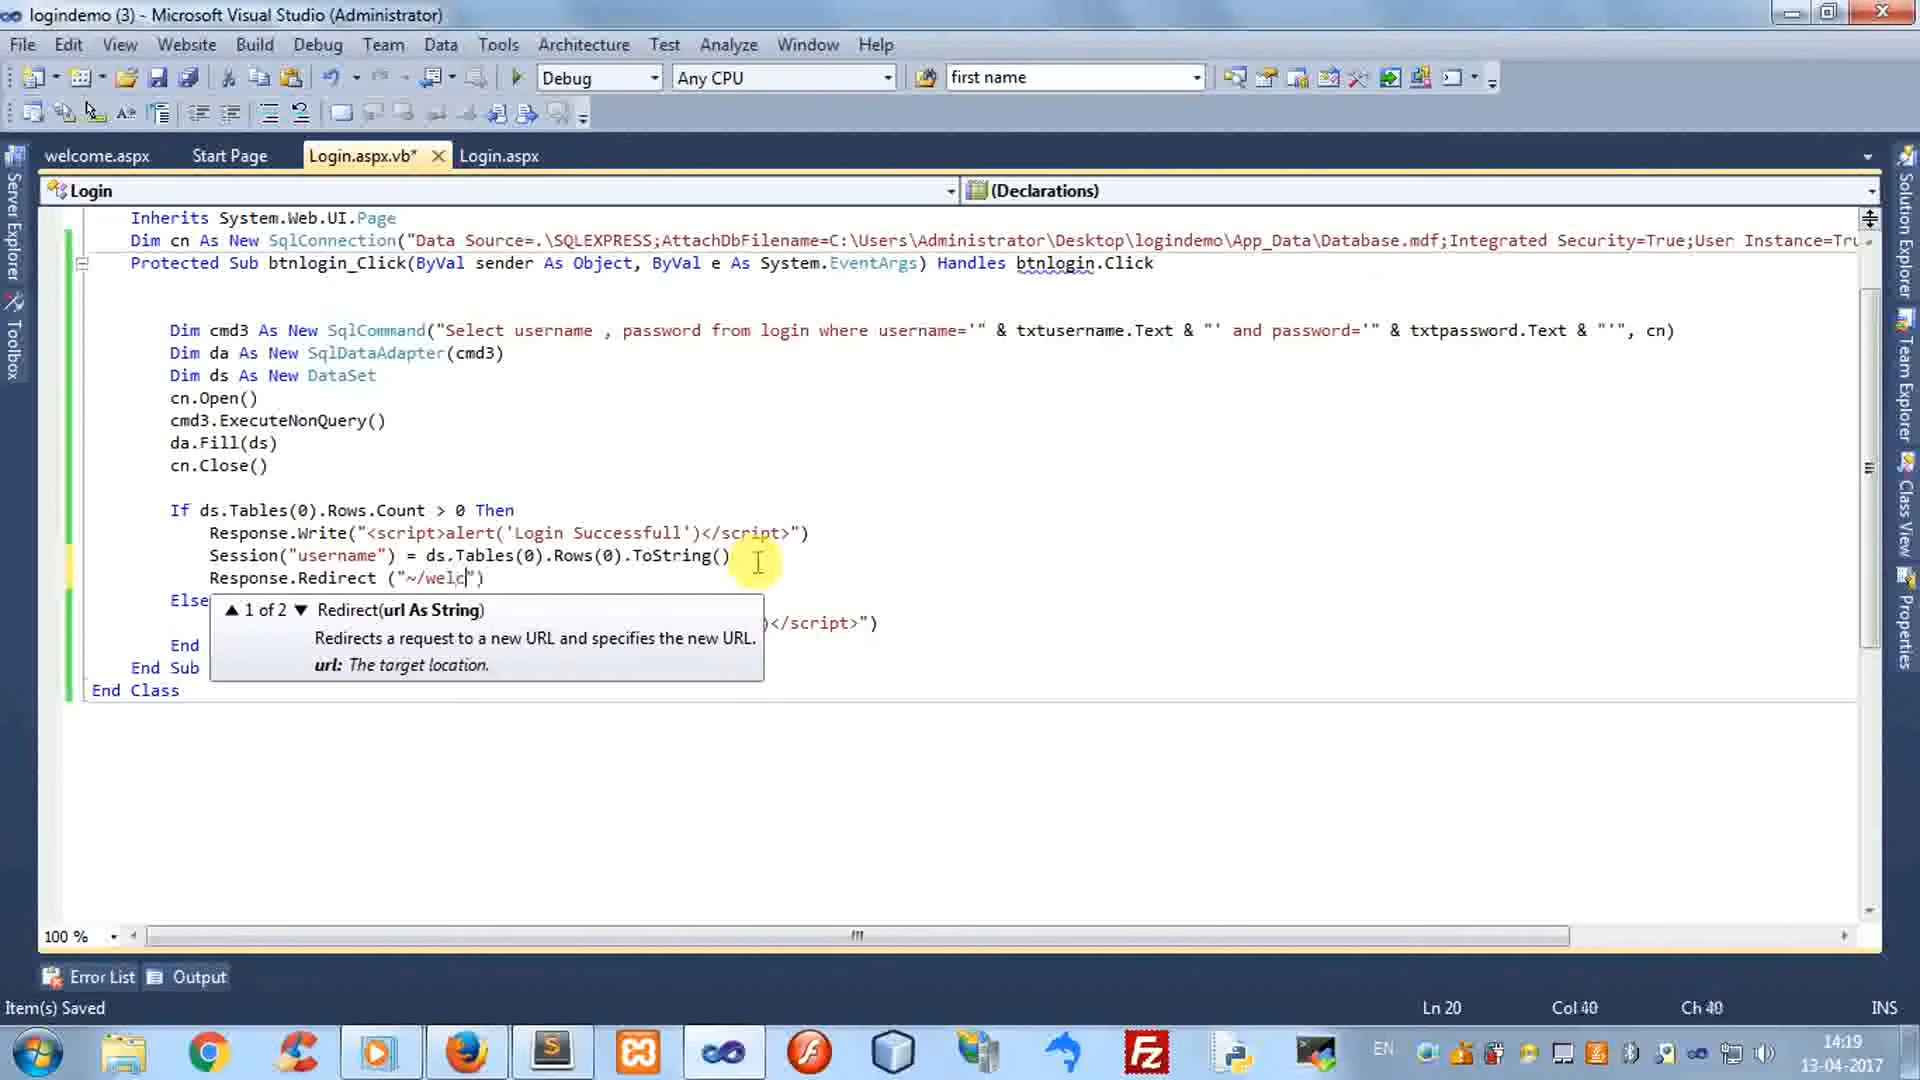 logindemo (3) - Microsoft Visual Studio (Administrator)
File Edit View Website Build Debug Team Data Tools Architecture Test Analyze Window Help
Debug Any CPU first name
welcome.aspx Start Page Login.aspx.vb* Login.aspx
Login (Declarations)
Inherits System.Web.UI.Page
Dim cn As New SqlConnection("Data Source=.\SQLEXPRESS;AttachDbFilename=C:\Users\Administrator\Desktop\logindemo\App_Data\Database.mdf;Integrated Security=True;User Instance=Tru
Protected Sub btnlogin_Click(ByVal sender As Object, ByVal e As System.EventArgs) Handles btnlogin.Click
Dim cmd3 As New SqlCommand("Select username , password from login where username='" & txtusername.Text & "' and password='" & txtpassword.Text & "'", cn)
Dim da As New SqlDataAdapter(cmd3)
Dim ds As New DataSet
cn.Open()
cmd3.ExecuteNonQuery()
da.Fill(ds)
cn.Close()
If ds.Tables(0).Rows.Count > 0 Then
Response.Write("<script>alert('Login Successfull')</script>")
Session("username") = ds.Tables(0).Rows(0).ToString()
Response.Redirect ("~/welc")
Else
1 of 2 Redirect(url As String)
)</script>")
Redirects a request to a new URL and specifies the new URL.
End
url: The target location.
End Sub
End Class
100 %
Error List Output
Item(s) Saved Ln 20 Col 40 Ch 40 INS
EN 14:19
13-04-2017
Server Explorer
Toolbox
Solution Explorer
Team Explorer
Class View
Properties